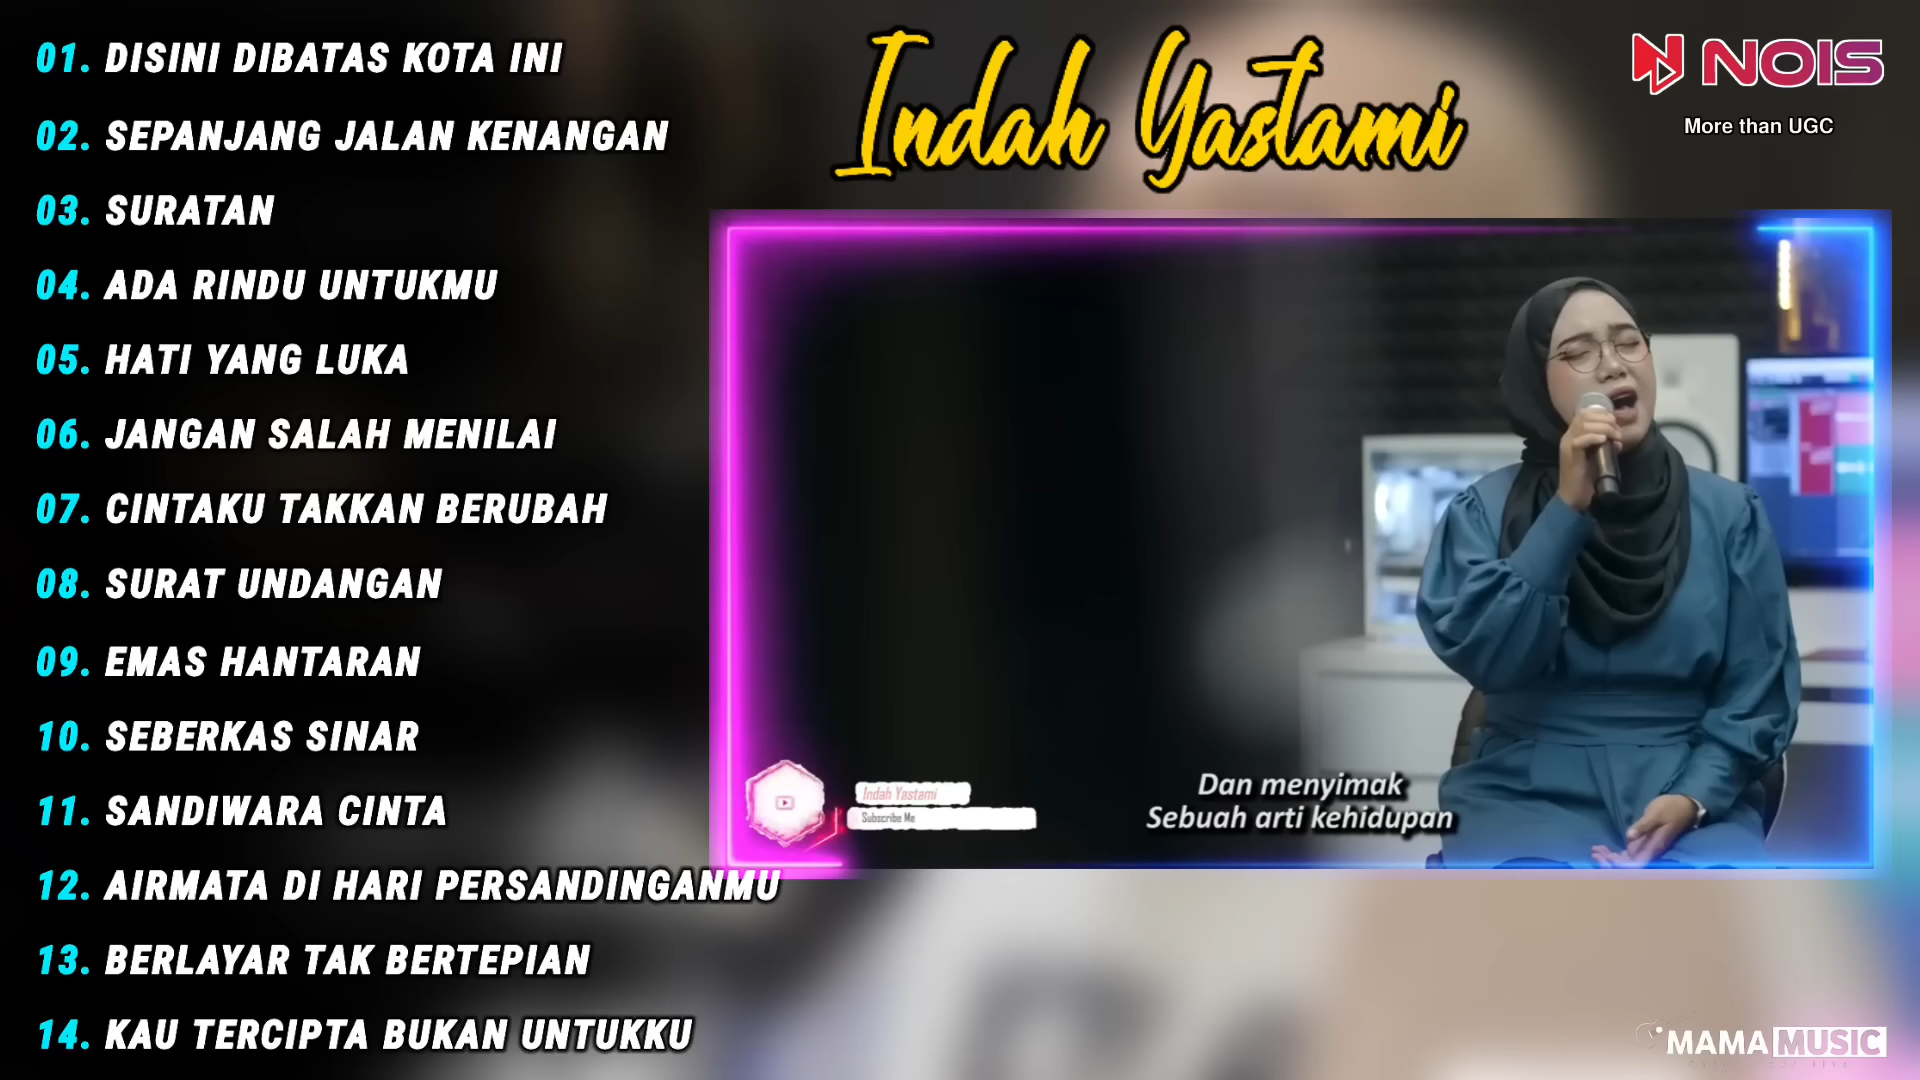 01. DISINI DIBATAS KOTA INI
02. SEPANJANG JALAN KENANGAN
03. SURATAN
04. ADA RINDU UNTUKMU
05. HATI YANG LUKA
06. JANGAN SALAH MENILAI
07. CINTAKU TAKKAN BERUBAH
08. SURAT UNDANGAN
09. EMAS HANTARAN
10. SEBERKAS SINAR
11. SANDIWARA CINTA
12. AIRMATA DI HARI PERSANDINGANMU
13. BERLAYAR TAK BERTEPIAN
14. KAU TERCIPTA BUKAN UNTUKKU
Indah Yastami
NOIS
More than UGC
Indah Yastami
Subscribe Me
Dan menyimak
Sebuah arti kehidupan
MAMA MUSIC